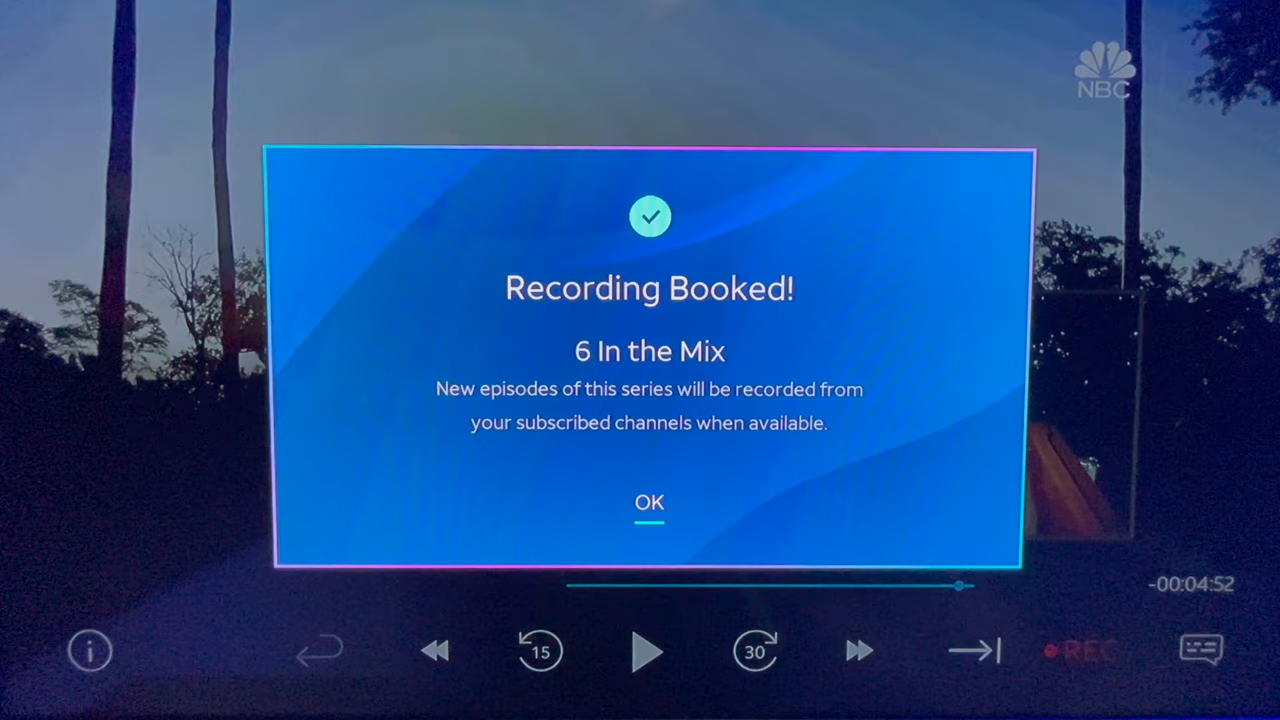 NBC
Recording Booked!
6 In the Mix
New episodes of this series will be recorded from
your subscribed channels when available.
OK
-00:04:52
15
30
REC